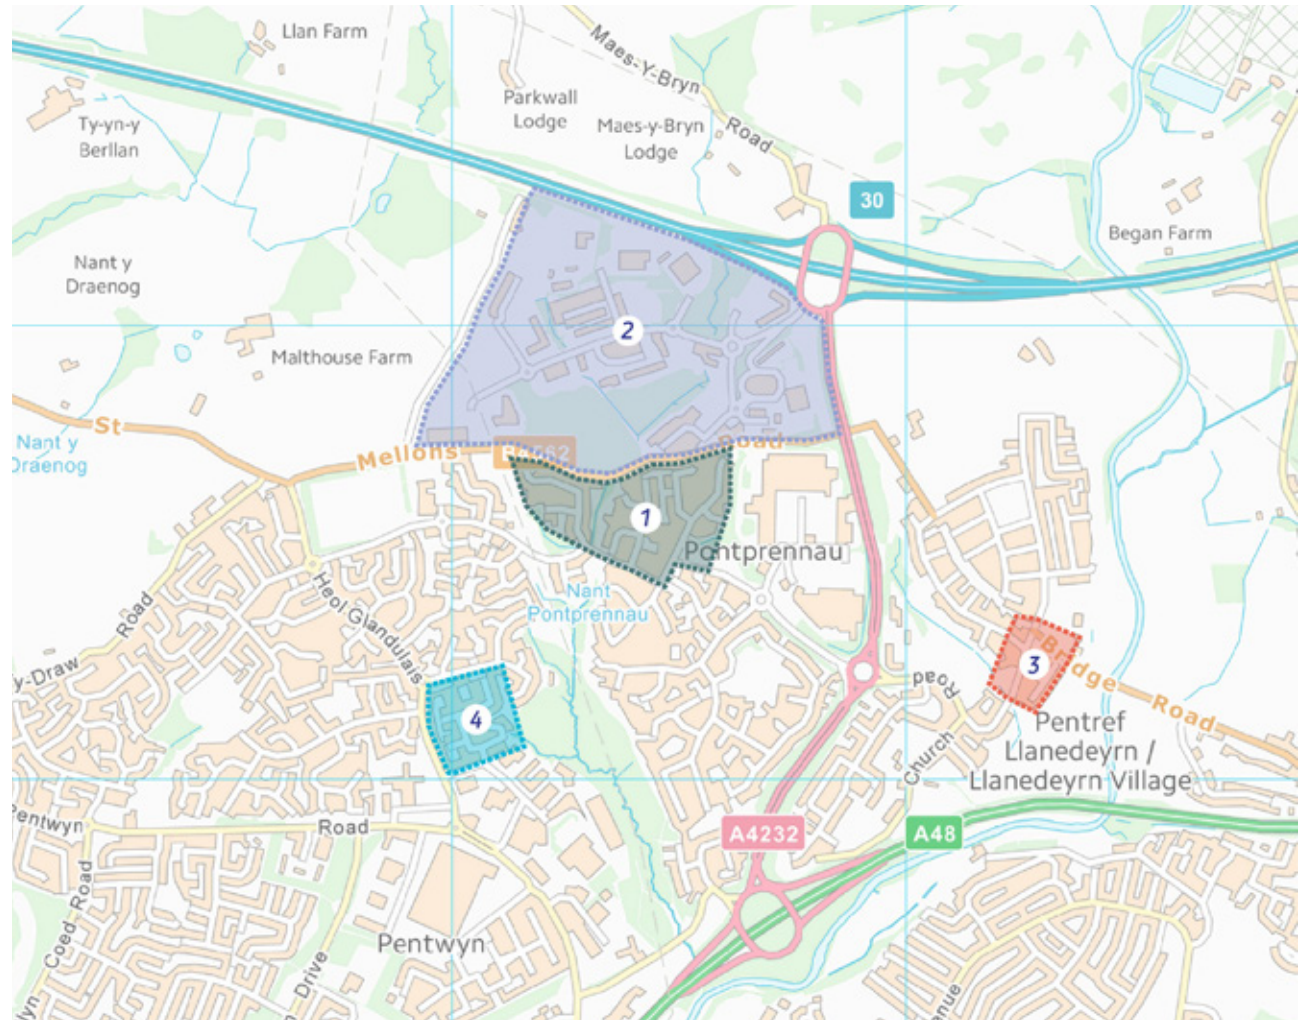 Llan Farm
Maes-Y-Bryn
Road
Parkwall
Lodge
Maes-y-Bryn
Lodge
Ty-yn-y
Berllan
30
Began Farm
Nant y
Draenog
2
Malthouse Farm
St
Nant y
Draenog
Mellons
Road
1
Pontprennau
Nant
Pontprennau
Heol Glandulais
Road
y-Draw
3
Bridge Road
Road
Church
Pentref
Llanedeyrn /
Llanedeyrn Village
4
Pentwyn
Road
A4232
A48
Coed Road
lyn
Pentwyn
Drive
enue